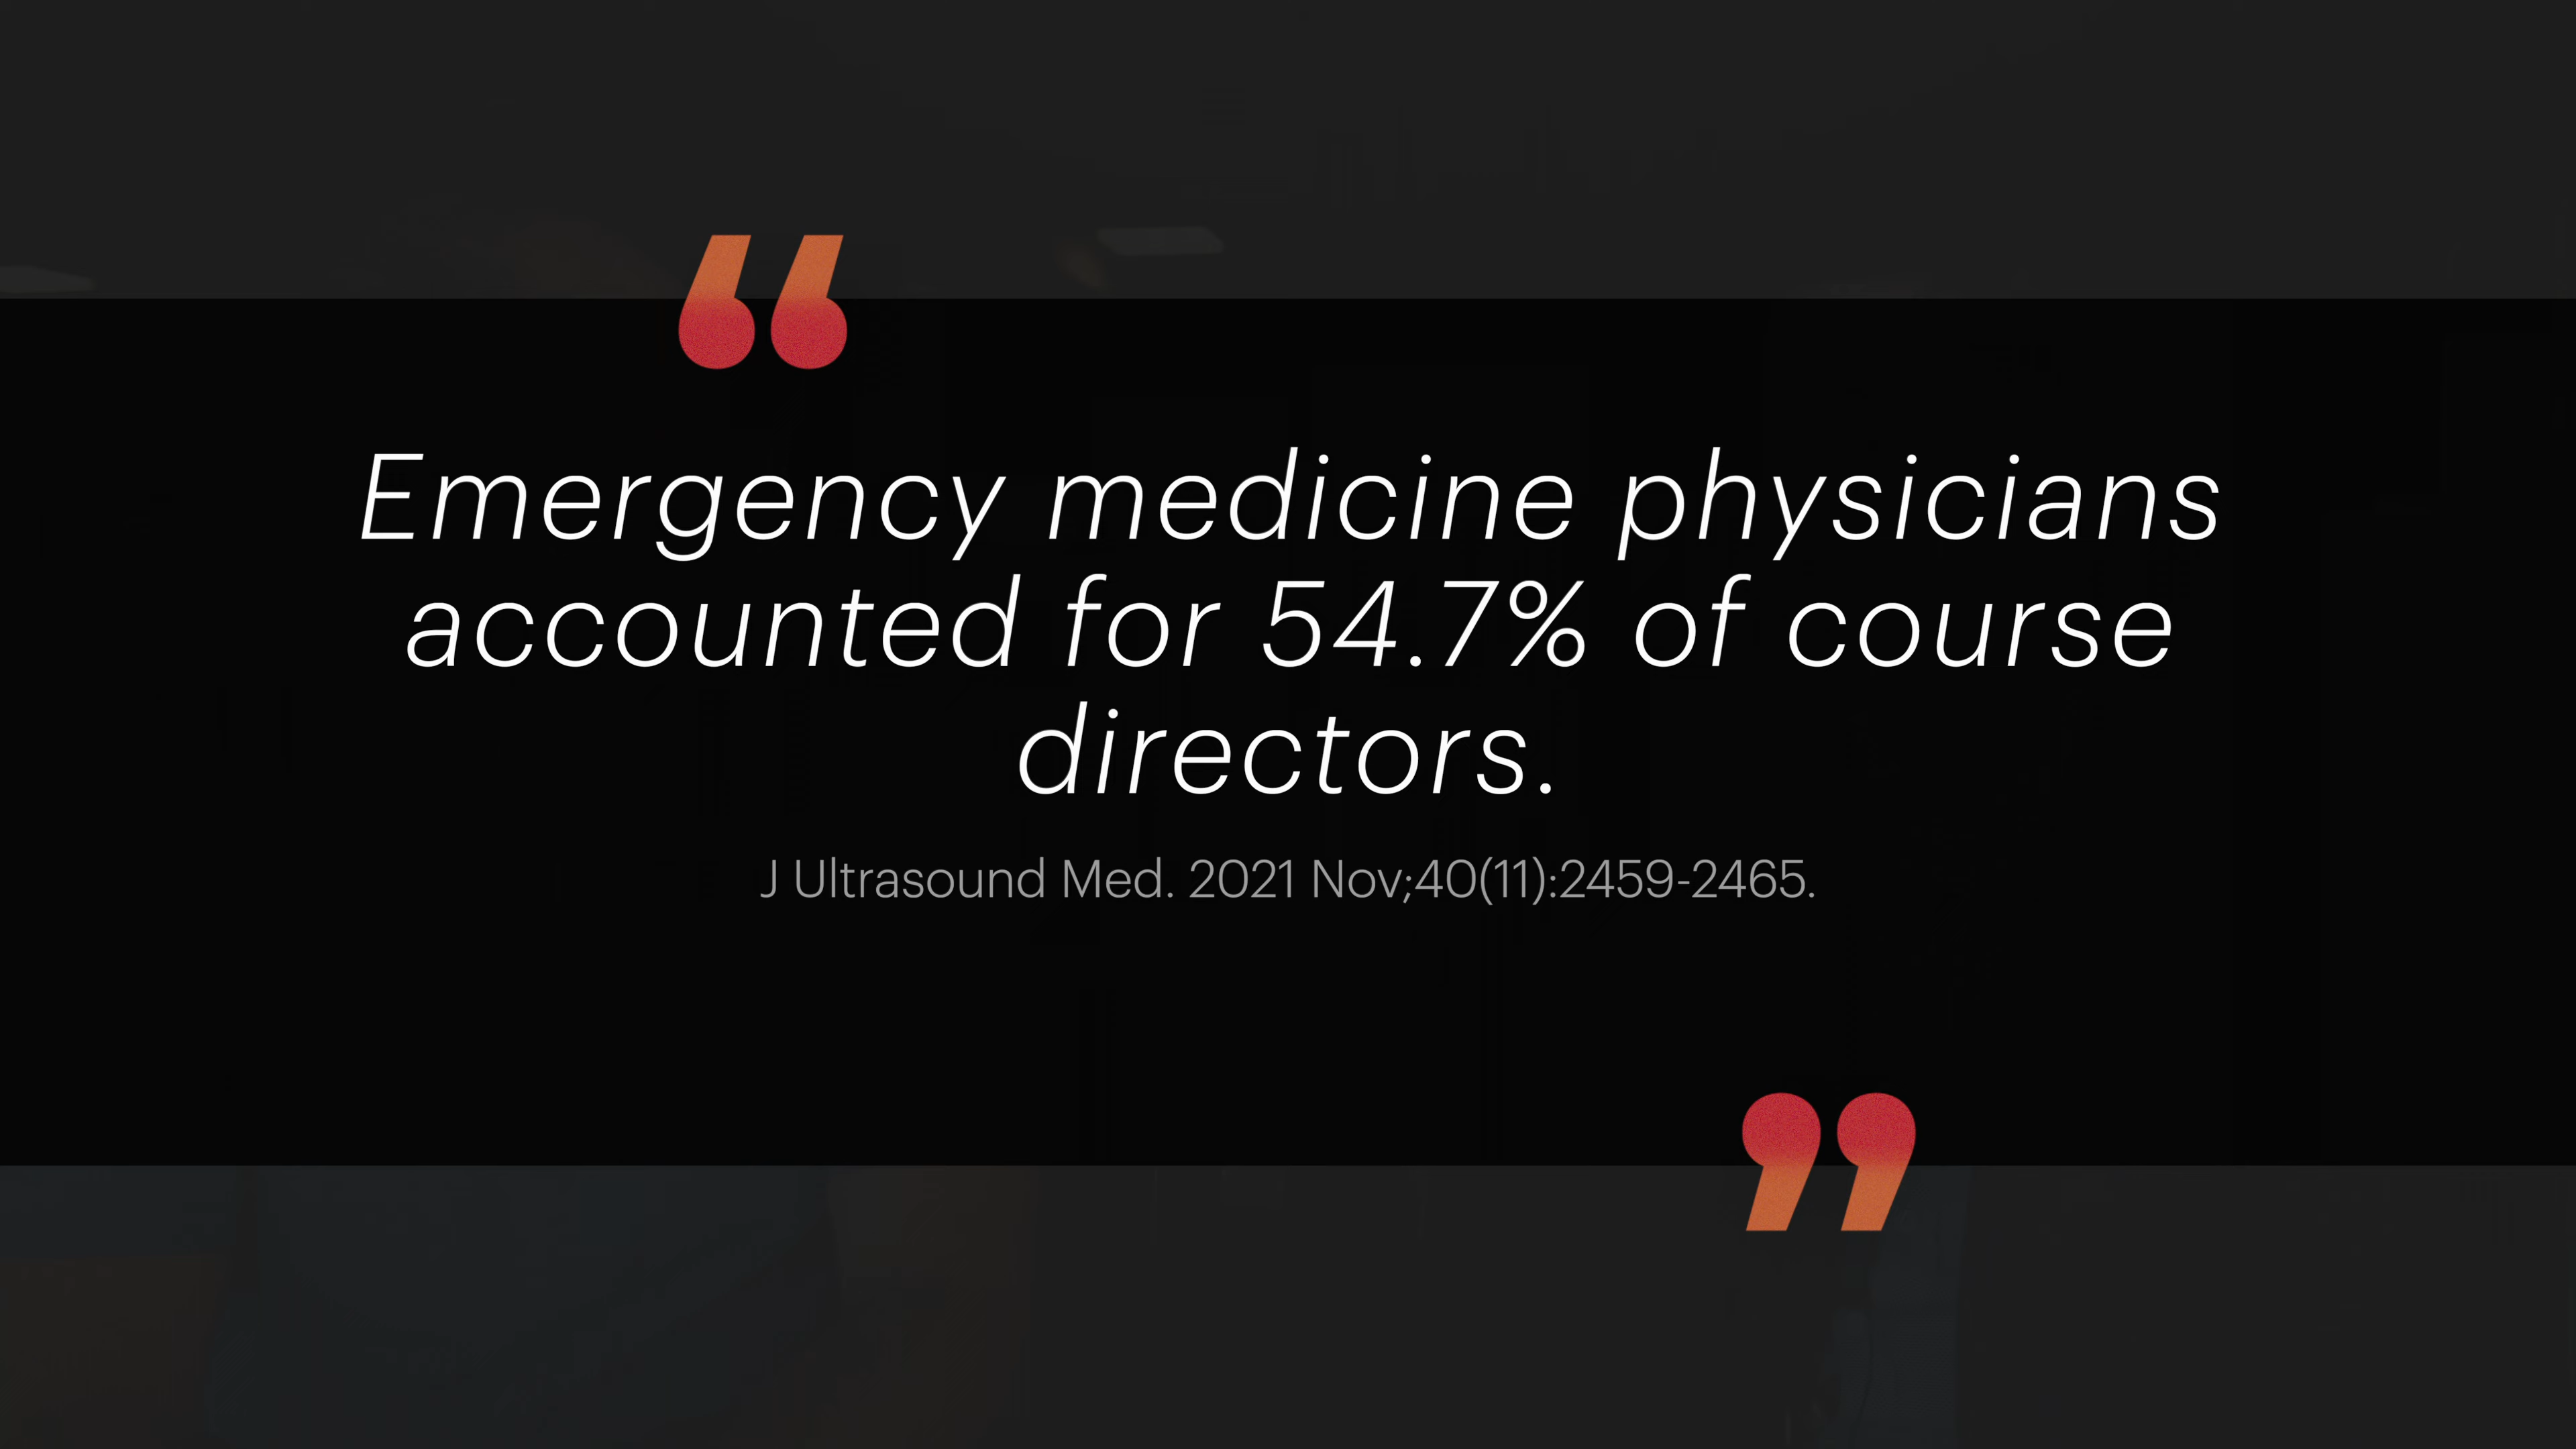 “
Emergency medicine physicians
accounted for 54.7% of course
directors.
J Ultrasound Med. 2021 Nov;40(11):2459-2465.
”